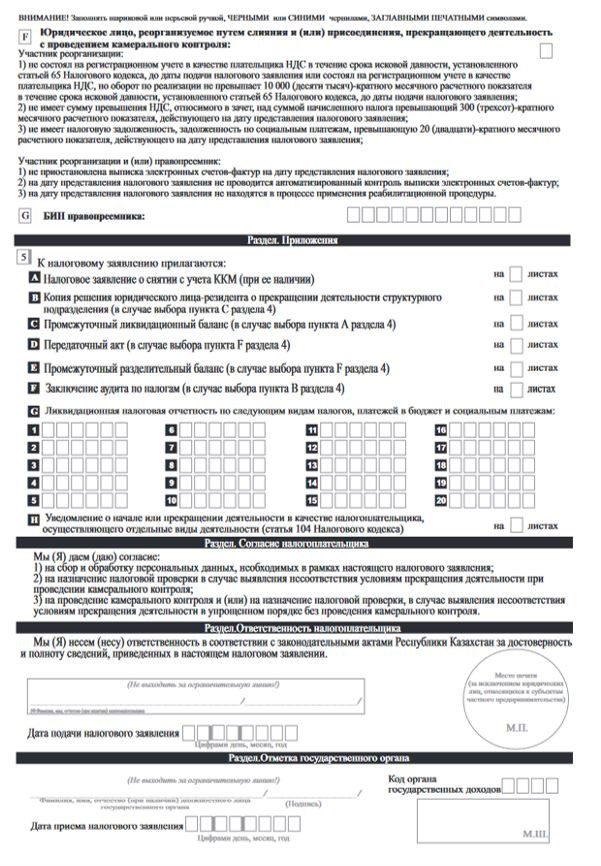 ВНИМАНИЕ! Заполнять шариковой или перьевой ручкой, ЧЕРНЫМИ или СИНИМИ чернилами, ЗАГЛАВНЫМИ ПЕЧАТНЫМИ символами.
F Юридическое лицо, реорганизуемое путем слияния и (или) присоединения, прекращающего деятельность
с проведением камерального контроля:
Участник реорганизации:
1) не состоял на регистрационном учете в качестве плательщика НДС в течение срока исковой давности, установленного
статьей 65 Налогового кодекса, до даты подачи налогового заявления или состоял на регистрационном учете в качестве
плательщика НДС, но оборот по реализации не превышает 10 000 (десяти тысяч)-кратного месячного расчетного показателя
в течение срока исковой давности, установленного статьей 65 Налогового кодекса, до даты подачи налогового заявления;
2) не имеет сумму превышения НДС, относимого в зачет, над суммой начисленного налога превышающий 300 (трехсот)-кратного
месячного расчетного показателя, действующего на дату представления налогового заявления;
3) не имеет налоговую задолженность, задолженность по социальным платежам, превышающую 20 (двадцати)-кратного месячного
расчетного показателя, действующего на дату представления налогового заявления;
Участник реорганизации и (или) правопреемник:
1) не приостановлена выписка электронных счетов-фактур на дату представления налогового заявления;
2) на дату представления налогового заявления не проводится автоматизированный контроль выписки электронных счетов-фактур;
3) на дату представления налогового заявления не находятся в процессе применения реабилитационной процедуры.
G БИН правопреемника:
Раздел. Приложения
5 К налоговому заявлению прилагаются:
A Налоговое заявление о снятии с учета ККМ (при ее наличии) на листах
B Копия решения юридического лица-резидента о прекращении деятельности структурного на листах
подразделения (в случае выбора пункта C раздела 4)
C Промежуточный ликвидационный баланс (в случае выбора пункта A раздела 4) на листах
D Передаточный акт (в случае выбора пункта F раздела 4) на листах
E Промежуточный разделительный баланс (в случае выбора пункта F раздела 4) на листах
F Заключение аудита по налогам (в случае выбора пункта B раздела 4) на листах
G Ликвидационная налоговая отчетность по следующим видам налогов, платежей в бюджет и социальным платежам:
1 6 11 16
2 7 12 17
3 8 13 18
4 9 14 19
5 10 15 20
H Уведомление о начале или прекращении деятельности в качестве налогоплательщика,
осуществляющего отдельные виды деятельности (статья 104 Налогового кодекса) на листах
Раздел. Согласие налогоплательщика
Мы (Я) даем (даю) согласие:
1) на сбор и обработку персональных данных, необходимых в рамках настоящего налогового заявления;
2) на назначение налоговой проверки в случае выявления несоответствия условиям прекращения деятельности при
проведении камерального контроля;
3) на проведение камерального контроля и (или) на назначение налоговой проверки, в случае выявления несоответствия
условиям прекращения деятельности в упрощенном порядке без проведения камерального контроля.
Раздел.Ответственность налогоплательщика
Мы (Я) несем (несу) ответственность в соответствии с законодательными актами Республики Казахстан за достоверность
и полноту сведений, приведенных в настоящем налоговом заявлении.
(Не выходить за ограничительную линию!)
/ /
Фамилия, имя, отчество (при наличии) налогоплательщика
Место печати
(за исключением юридических
лиц, относящихся к субъектам
частного предпринимательства)
М.П.
Дата подачи налогового заявления
Цифрами день, месяц, год
Раздел.Отметка государственного органа
(Не выходить за ограничительную линию!)
/ /
Фамилия, имя, отчество (при наличии) должностного лица
государственного органа
(Подпись)
Код органа
государственных доходов
Дата приема налогового заявления
Цифрами день, месяц, год
М.Ш.